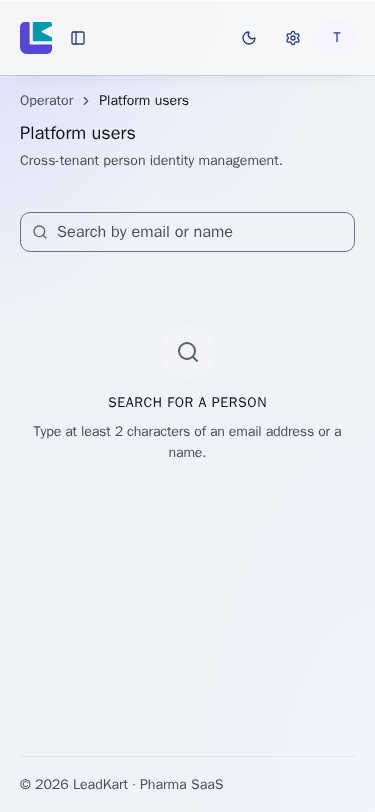 T
Operator > Platform users
Platform users
Cross-tenant person identity management.
Search by email or name
SEARCH FOR A PERSON
Type at least 2 characters of an email address or a
name.
© 2026 LeadKart · Pharma SaaS